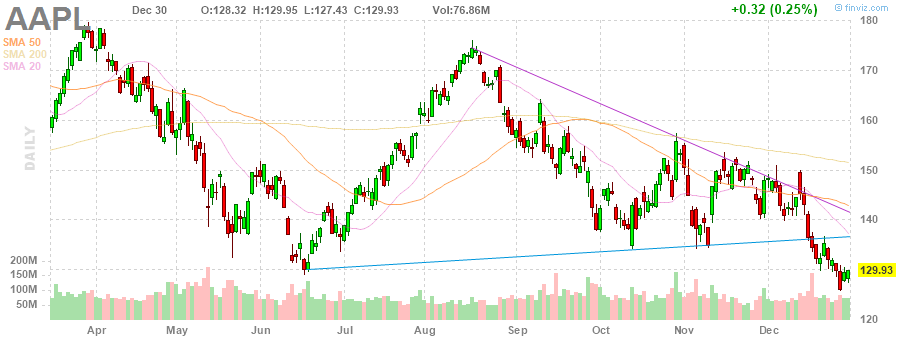 AAPL Dec 30 O:128.32 H:129.95 L:127.43 C:129.93 Vol:76.86M +0.32 (0.25%) © finviz.com
SMA 50
SMA 200
SMA 20
DAILY
180
170
160
150
140
129.93
120
200M
150M
100M
50M
Apr May Jun Jul Aug Sep Oct Nov Dec